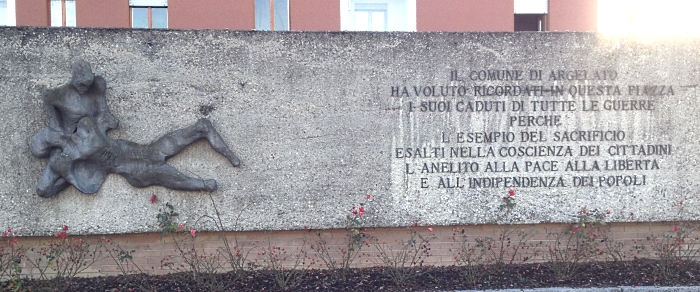 IL COMUNE DI ARGELATO
HA VOLUTO RICORDATI IN QUESTA PIAZZA
I SUOI CADUTI DI TUTTE LE GUERRE
PERCHE
L'ESEMPIO DEL SACRIFICIO
ESALTI NELLA COSCIENZA DEI CITTADINI
L'ANELITO ALLA PACE ALLA LIBERTA
E ALL'INDIPENDENZA DEI POPOLI